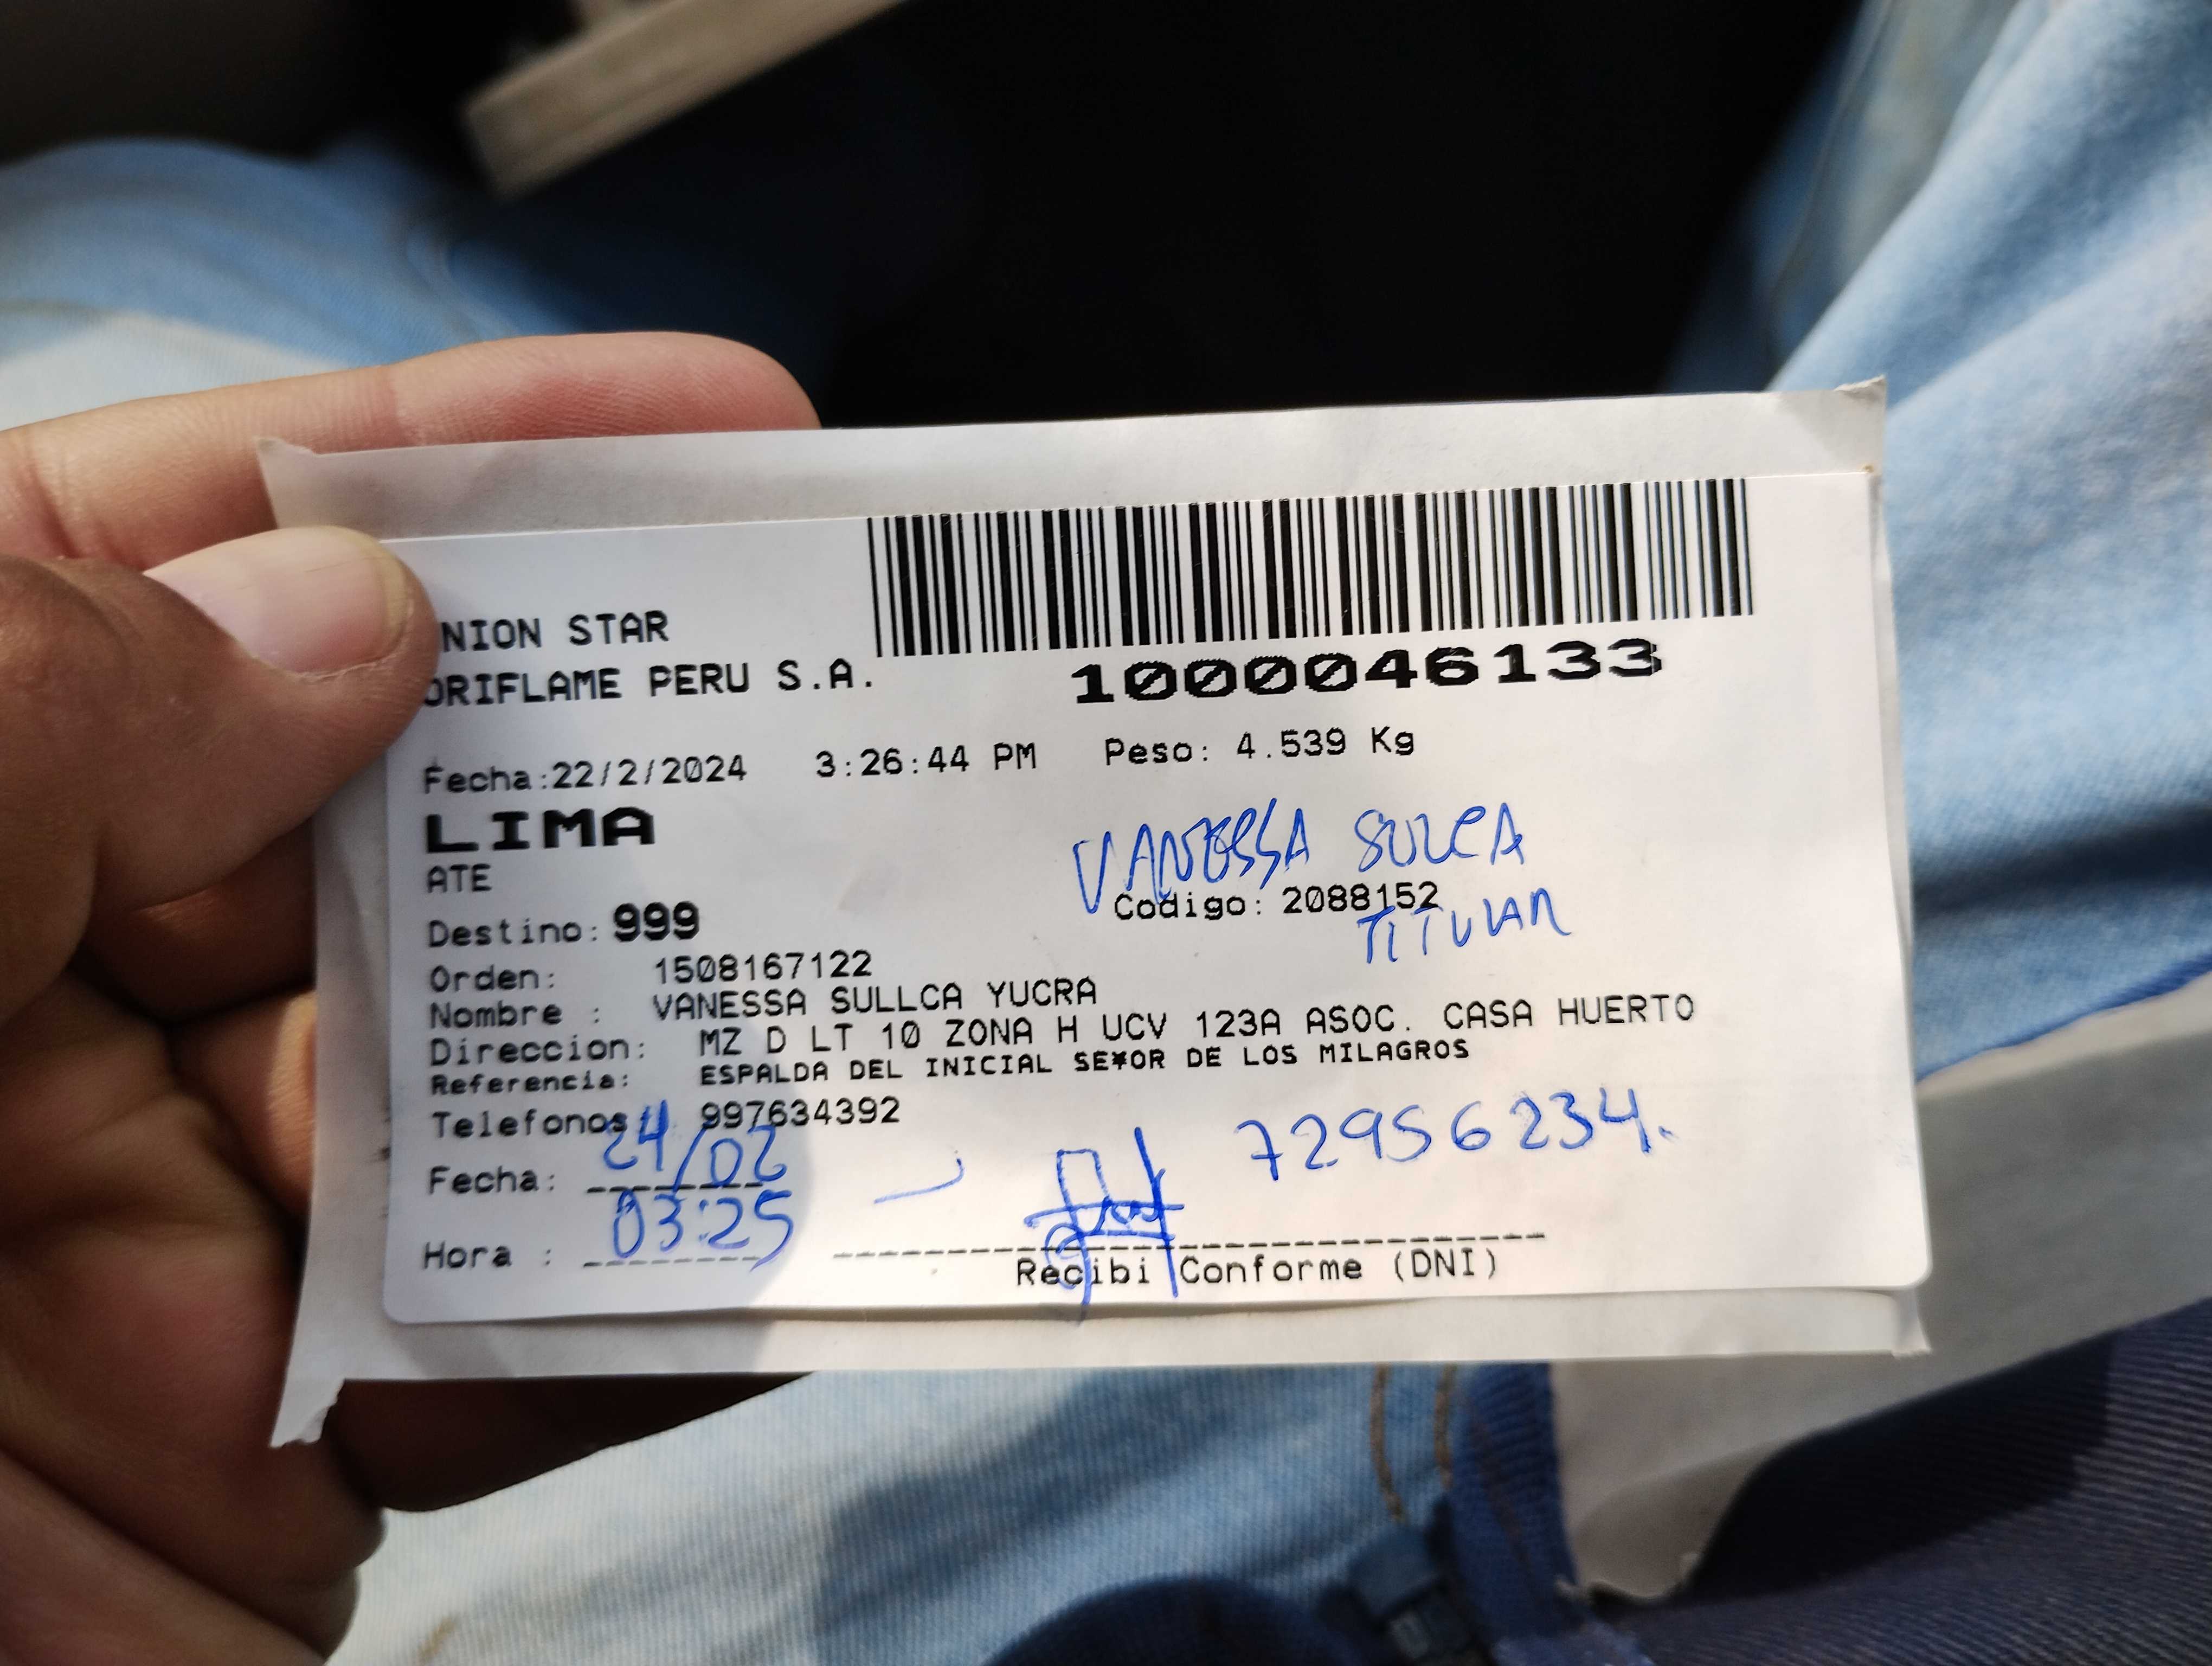 NION STAR
ORIFLAME PERU S.A.
1000046133
Fecha:22/2/2024 3:26:44 PM Peso: 4.539 Kg
LIMA
VANESSA SULCA
ATE
Codigo: 2088152
TITULAR
Destino: 999
Orden: 1508167122
Nombre : VANESSA SULLCA YUCRA
Direccion: MZ D LT 10 ZONA H UCV 123A ASOC. CASA HUERTO
Referencia: ESPALDA DEL INICIAL SE¥OR DE LOS MILAGROS
Telefonos: 997634392
72956234.
Fecha: 24/02
Hora : 03:25
Recibi Conforme (DNI)